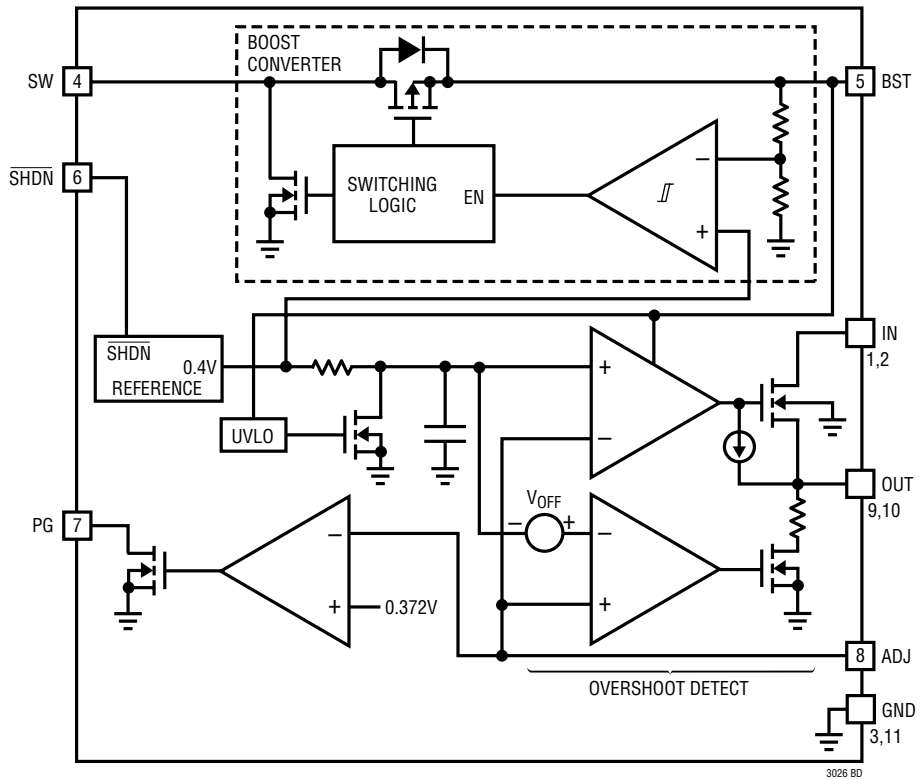 BOOST
CONVERTER
SW 4
5 BST
SHDN
6
SWITCHING
LOGIC
EN
−
+
SHDN
0.4V
REFERENCE
UVLO
+
−
IN
1,2
OUT
9,10
VOFF
− +
−
+
PG 7
−
+ 0.372V
8 ADJ
OVERSHOOT DETECT
GND
3,11
3026 BD